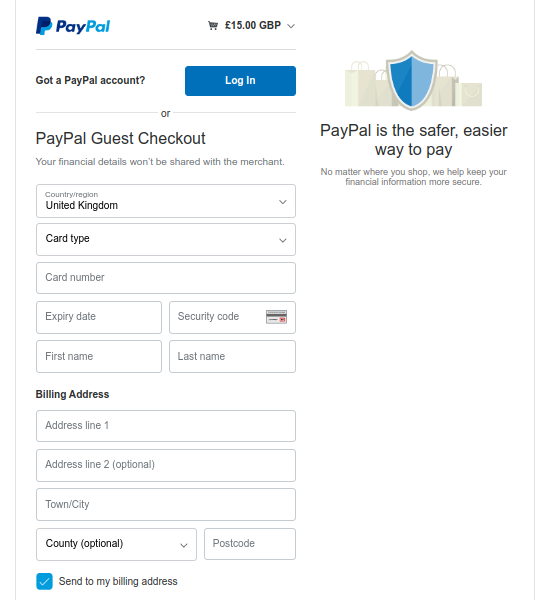 PayPal
£15.00 GBP
Got a PayPal account?
Log In
or
PayPal Guest Checkout
Your financial details won't be shared with the merchant.
Country/region
United Kingdom
Card type
Card number
Expiry date
Security code
First name
Last name
Billing Address
Address line 1
Address line 2 (optional)
Town/City
County (optional)
Postcode
Send to my billing address
PayPal is the safer, easier
way to pay
No matter where you shop, we help keep your
financial information more secure.